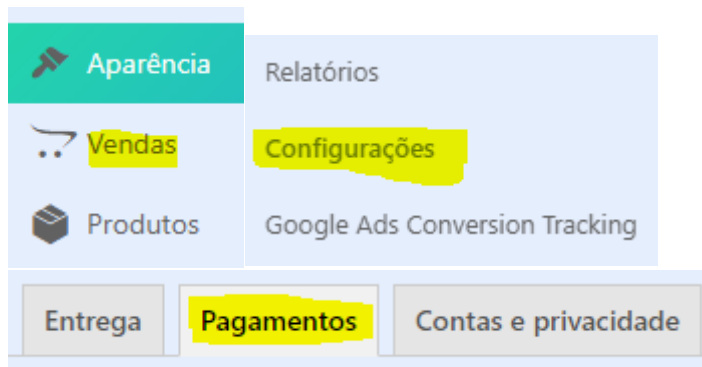 Aparência
Relatórios
Vendas
Configurações
Produtos
Google Ads Conversion Tracking
Entrega
Pagamentos
Contas e privacidade